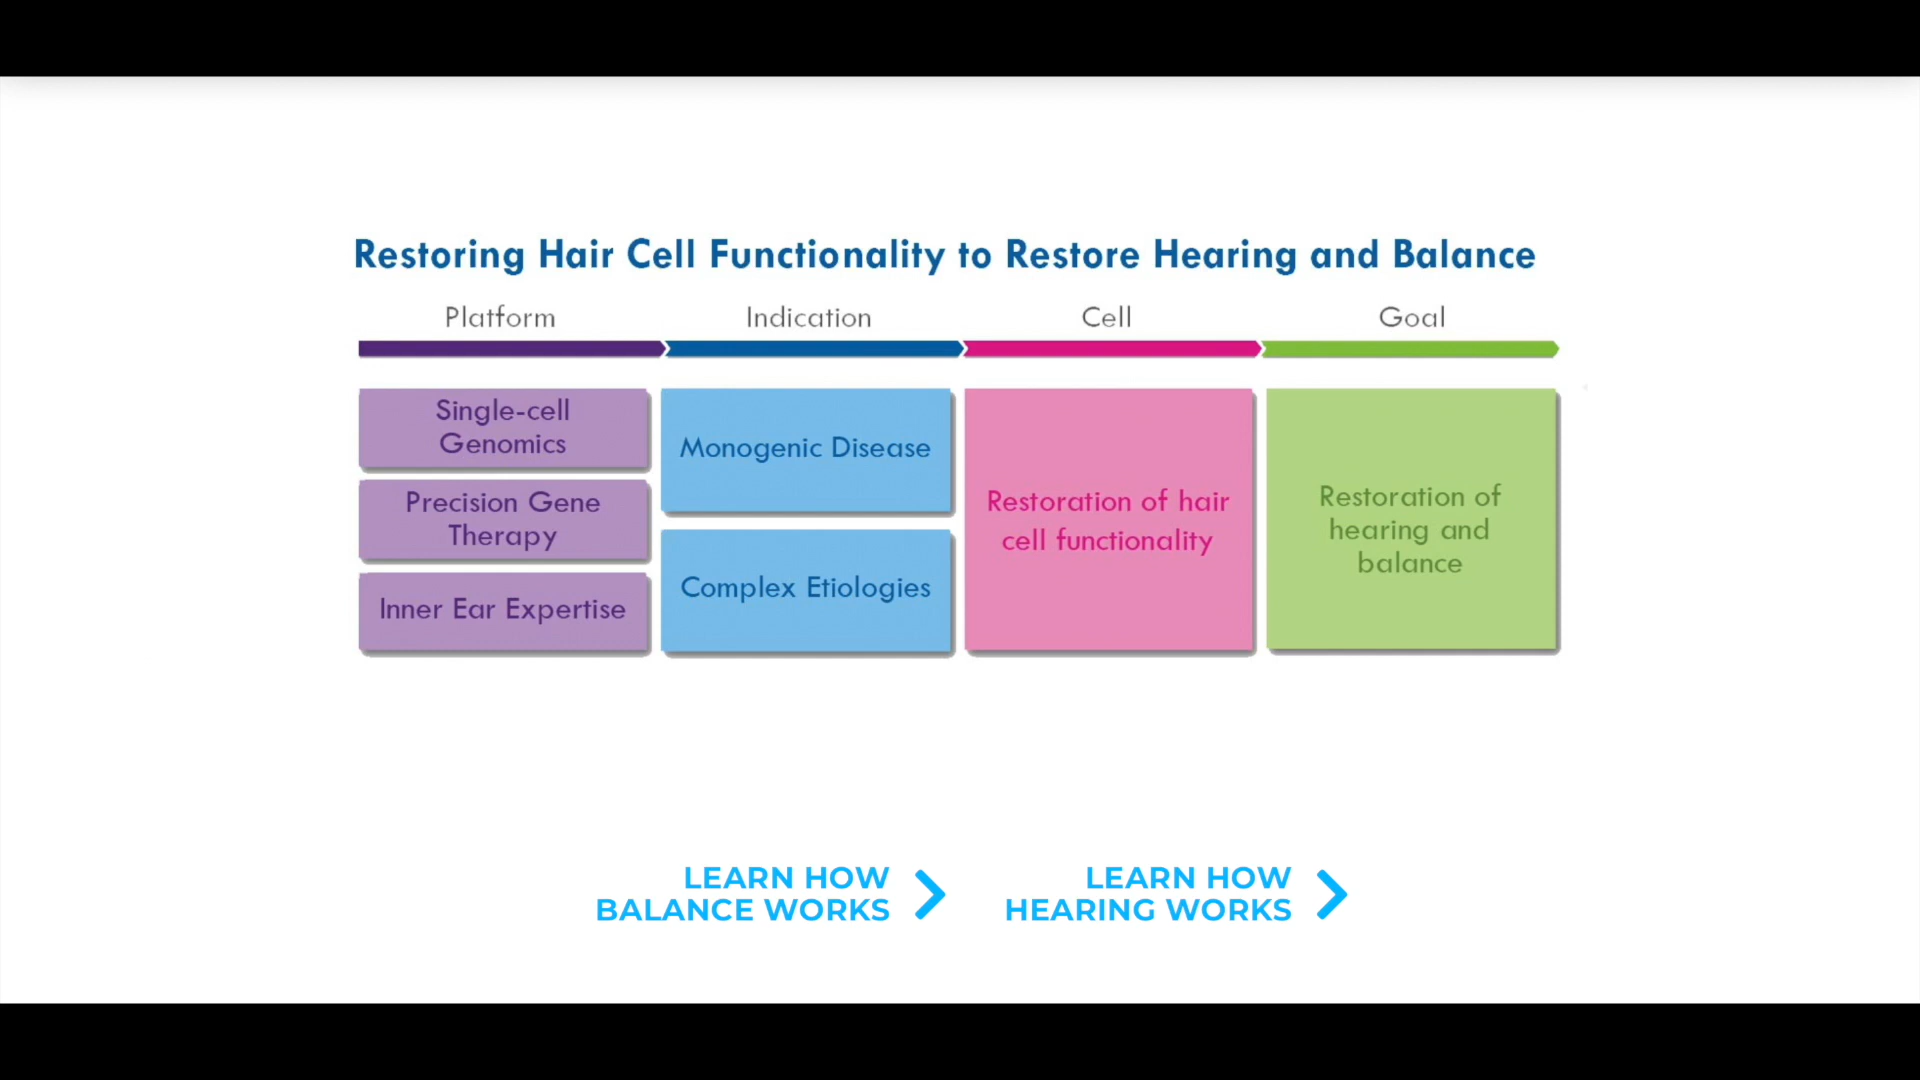 Restoring Hair Cell Functionality to Restore Hearing and Balance
Platform
Indication
Cell
Goal
Single-cell
Genomics
Precision Gene
Therapy
Inner Ear Expertise
Monogenic Disease
Complex Etiologies
Restoration of hair
cell functionality
Restoration of
hearing and
balance
LEARN HOW
BALANCE WORKS
LEARN HOW
HEARING WORKS